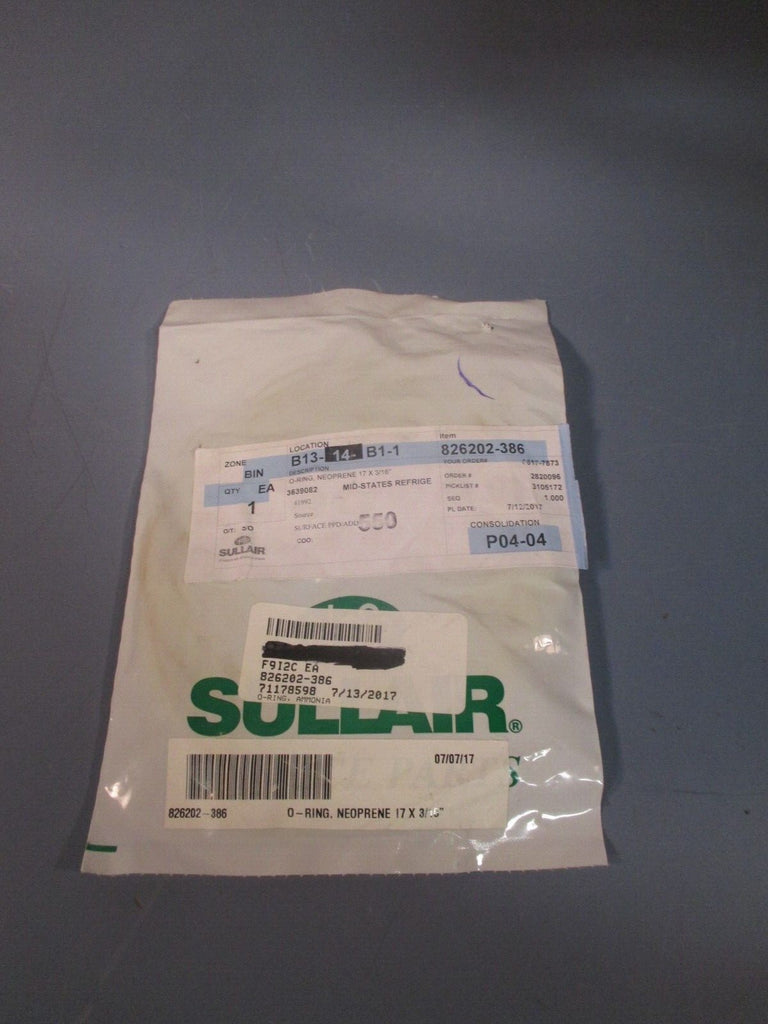 ZONE
BIN
LOCATION
B13-14- B1-1
Item
826202-386
DESCRIPTION
O-RING, NEOPRENE 17 X 3/16"
YOUR ORDER#
QTY
EA
3639082
MID-STATES REFRIGE
ORDER #
2820096
1
41992
PICKLIST #
3106172
Source
SEQ
1.000
SURFACE PPD/ADD
550
PL DATE:
7/12/2017
COO:
SULLAIR
CONSOLIDATION
P04-04
F912C EA
826202-386
71178598 7/13/2017
O-RING, AMMONIA
SULLAIR®
07/07/17
826202-386 O-RING, NEOPRENE 17 X 3/16"